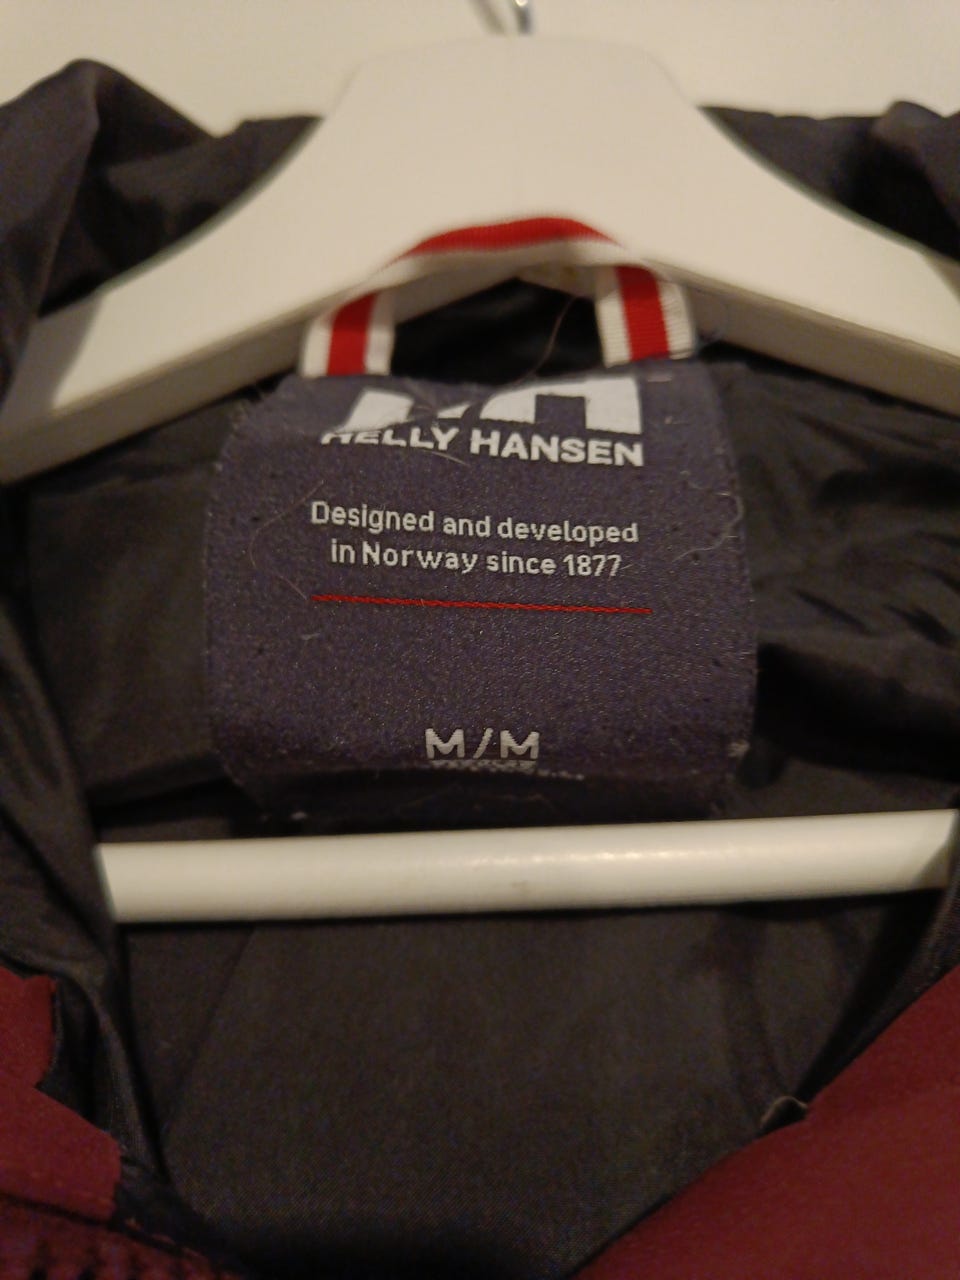 HELLY HANSEN
Designed and developed
in Norway since 1877
M/M